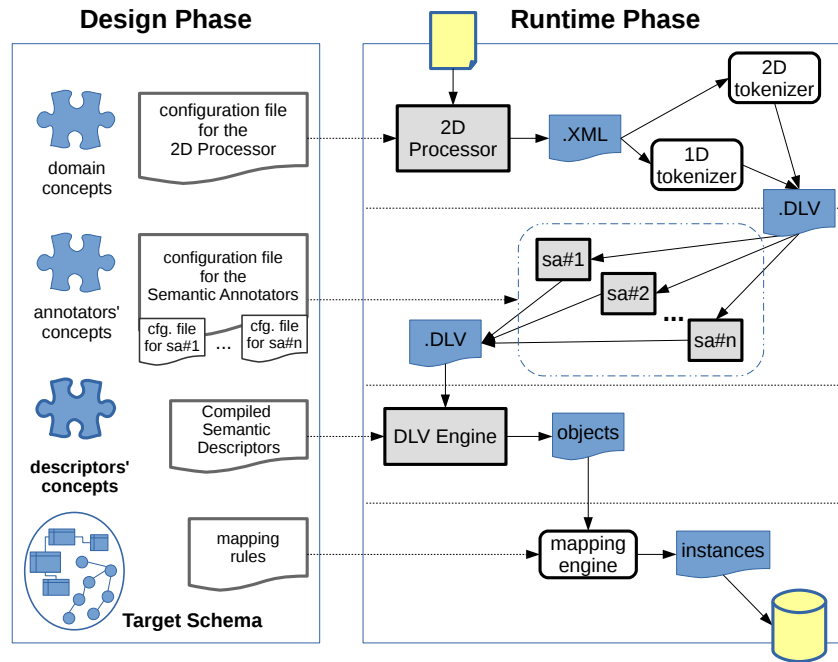 Design Phase
Runtime Phase
configuration file
for the
2D Processor
domain
concepts
2D
Processor
.XML
2D
tokenizer
1D
tokenizer
.DLV
configuration file
for the
Semantic Annotators
cfg. file
for sa#1
...
cfg. file
for sa#n
annotators'
concepts
sa#1
sa#2
...
sa#n
.DLV
Compiled
Semantic
Descriptors
descriptors'
concepts
DLV Engine
objects
mapping
rules
Target Schema
mapping
engine
instances